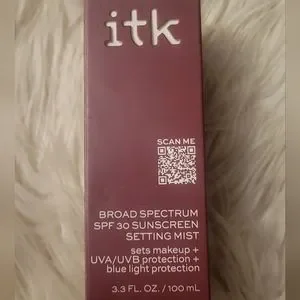 itk
SCAN ME
BROAD SPECTRUM
SPF 30 SUNSCREEN
SETTING MIST
sets makeup +
UVA/UVB protection +
blue light protection
3.3 FL. OZ. / 100 mL